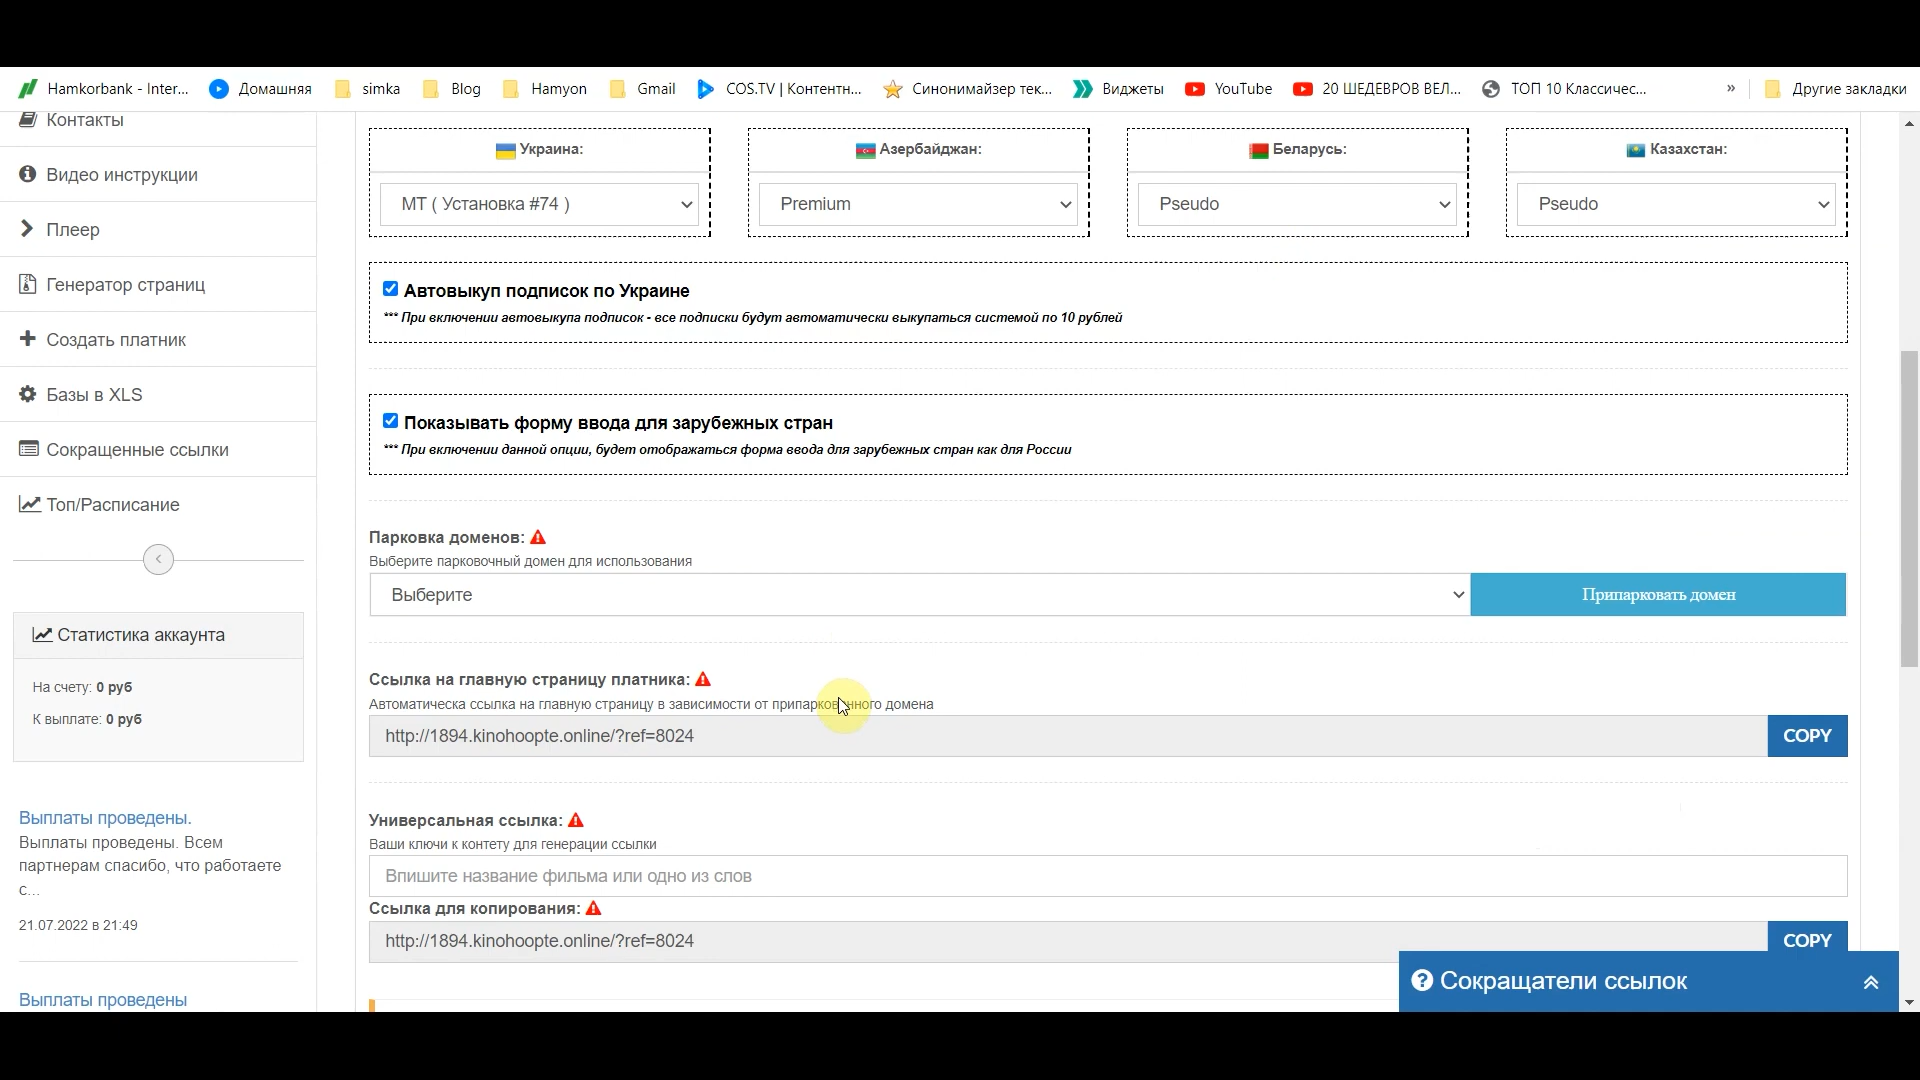 Hamkorbank - Inter...
Домашняя
simka
Blog
Hamyon
Gmail
COS.TV | Контентн...
Синонимайзер тек...
Виджеты
YouTube
20 ШЕДЕВРОВ ВЕЛ...
ТОП 10 Классичес...
»
Другие закладки
Контакты
Видео инструкции
Плеер
Генератор страниц
Создать платник
Базы в XLS
Сокращенные ссылки
Топ/Расписание
Статистика аккаунта
На счету: 0 руб
К выплате: 0 руб
Выплаты проведены.
Выплаты проведены. Всем
партнерам спасибо, что работаете
с...
21.07.2022 в 21:49
Выплаты проведены
Украина:
МТ ( Установка #74 )
Азербайджан:
Premium
Беларусь:
Pseudo
Казахстан:
Pseudo
Автовыкуп подписок по Украине
*** При включении автовыкупа подписок - все подписки будут автоматически выкупаться системой по 10 рублей
Показывать форму ввода для зарубежных стран
*** При включении данной опции, будет отображаться форма ввода для зарубежных стран как для России
Парковка доменов:
Выберите парковочный домен для использования
Выберите
Припарковать домен
Ссылка на главную страницу платника:
Автоматическа ссылка на главную страницу в зависимости от припаркованного домена
http://1894.kinohoopte.online/?ref=8024
COPY
Универсальная ссылка:
Ваши ключи к контету для генерации ссылки
Впишите название фильма или одно из слов
Ссылка для копирования:
http://1894.kinohoopte.online/?ref=8024
COPY
Сокращатели ссылок